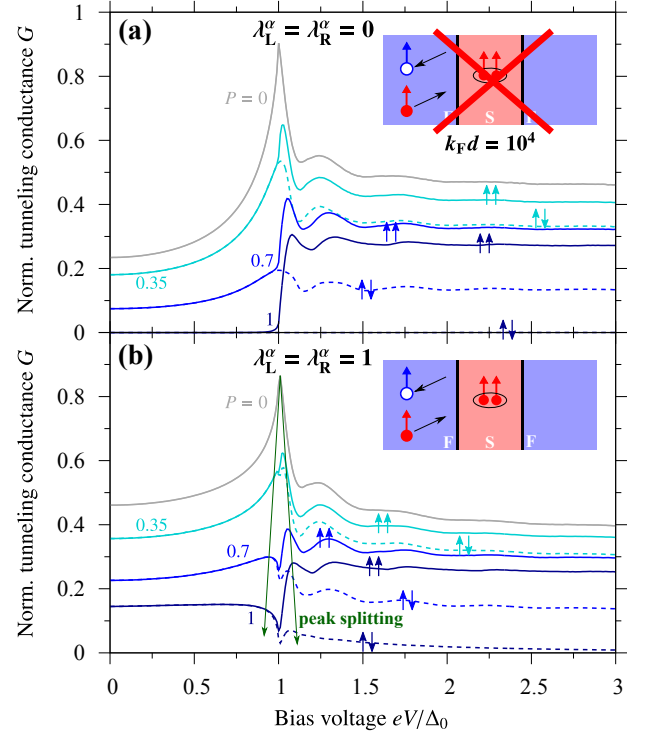 (a)
λ_L^α = λ_R^α = 0
Norm. tunneling conductance G
1
0.8
0.6
0.4
0.2
0
P = 0
0.35
0.7
1
F S F
k_F d = 10^4
↑↑
↑↓
↑↑
↑↑
↑↓
↑↓
(b)
λ_L^α = λ_R^α = 1
Norm. tunneling conductance G
0.8
0.6
0.4
0.2
0
P = 0
0.35
0.7
1
F S F
↑↑
↑↓
↑↑
↑↑
↑↓
↑↓
peak splitting
0 0.5 1 1.5 2 2.5 3
Bias voltage eV/Δ_0